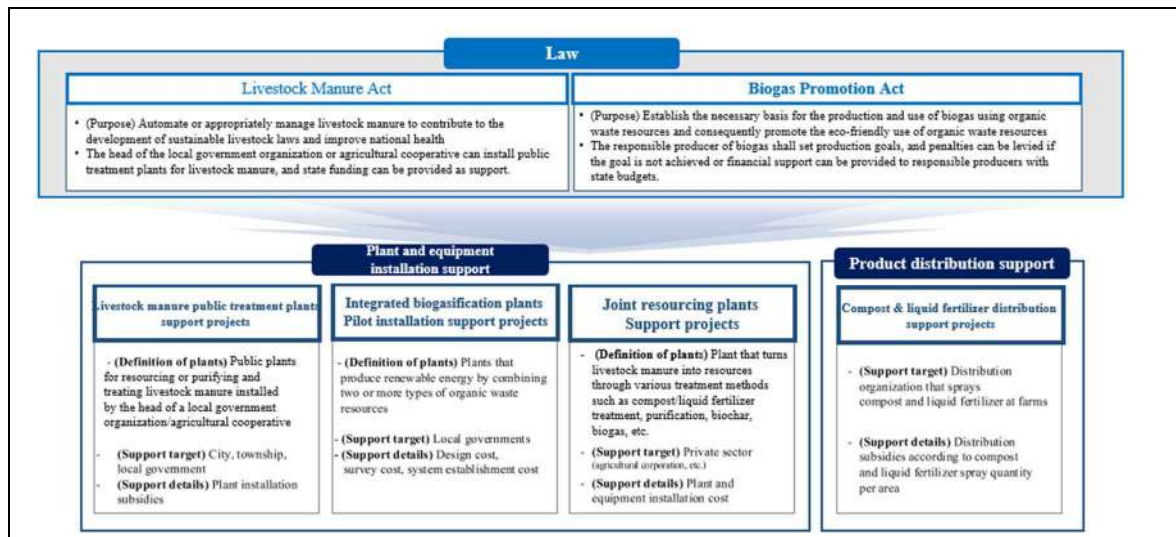 Law
Livestock Manure Act
• (Purpose) Automate or appropriately manage livestock manure to contribute to the
development of sustainable livestock laws and improve national health
• The head of the local government organization or agricultural cooperative can install public
treatment plants for livestock manure, and state funding can be provided as support.
Biogas Promotion Act
• (Purpose) Establish the necessary basis for the production and use of biogas using organic
waste resources and consequently promote the eco-friendly use of organic waste resources
• The responsible producer of biogas shall set production goals, and penalties can be levied if
the goal is not achieved or financial support can be provided to responsible producers with
state budgets.
Plant and equipment
installation support
Livestock manure public treatment plants
support projects
- (Definition of plants) Public plants
for resourcing or purifying and
treating livestock manure installed
by the head of a local government
organization/agricultural cooperative
- (Support target) City, township,
local government
- (Support details) Plant installation
subsidies
Integrated biogasification plants
Pilot installation support projects
- (Definition of plants) Plants that
produce renewable energy by combining
two or more types of organic waste
resources
- (Support target) Local governments
- (Support details) Design cost,
survey cost, system establishment cost
Joint resourcing plants
Support projects
- (Definition of plants) Plant that turns
livestock manure into resources
through various treatment methods
such as compost/liquid fertilizer
treatment, purification, biochar,
biogas, etc.
- (Support target) Private sector
(agricultural corporation, etc.)
- (Support details) Plant and
equipment installation cost
Product distribution support
Compost & liquid fertilizer distribution
support projects
- (Support target) Distribution
organization that sprays
compost and liquid fertilizer at farms
- (Support details) Distribution
subsidies according to compost
and liquid fertilizer spray quantity
per area